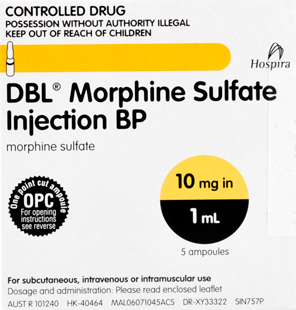 CONTROLLED DRUG
POSSESSION WITHOUT AUTHORITY ILLEGAL
KEEP OUT OF REACH OF CHILDREN
Hospira
DBL® Morphine Sulfate
Injection BP
morphine sulfate
One point cut ampoule
OPC
For opening
instructions
see reverse
10 mg in
1 mL
5 ampoules
For subcutaneous, intravenous or intramuscular use
Dosage and administration: Please read enclosed leaflet
AUST R 101240 HK-40464 MAL06071045ACS DR-XY33322 SIN757P